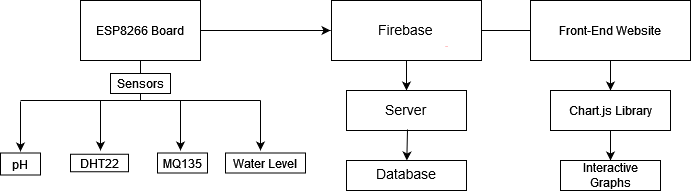 ESP8266 Board
Firebase
Front-End Website
Sensors
Server
Chart.js Library
pH
DHT22
MQ135
Water Level
Database
Interactive
Graphs